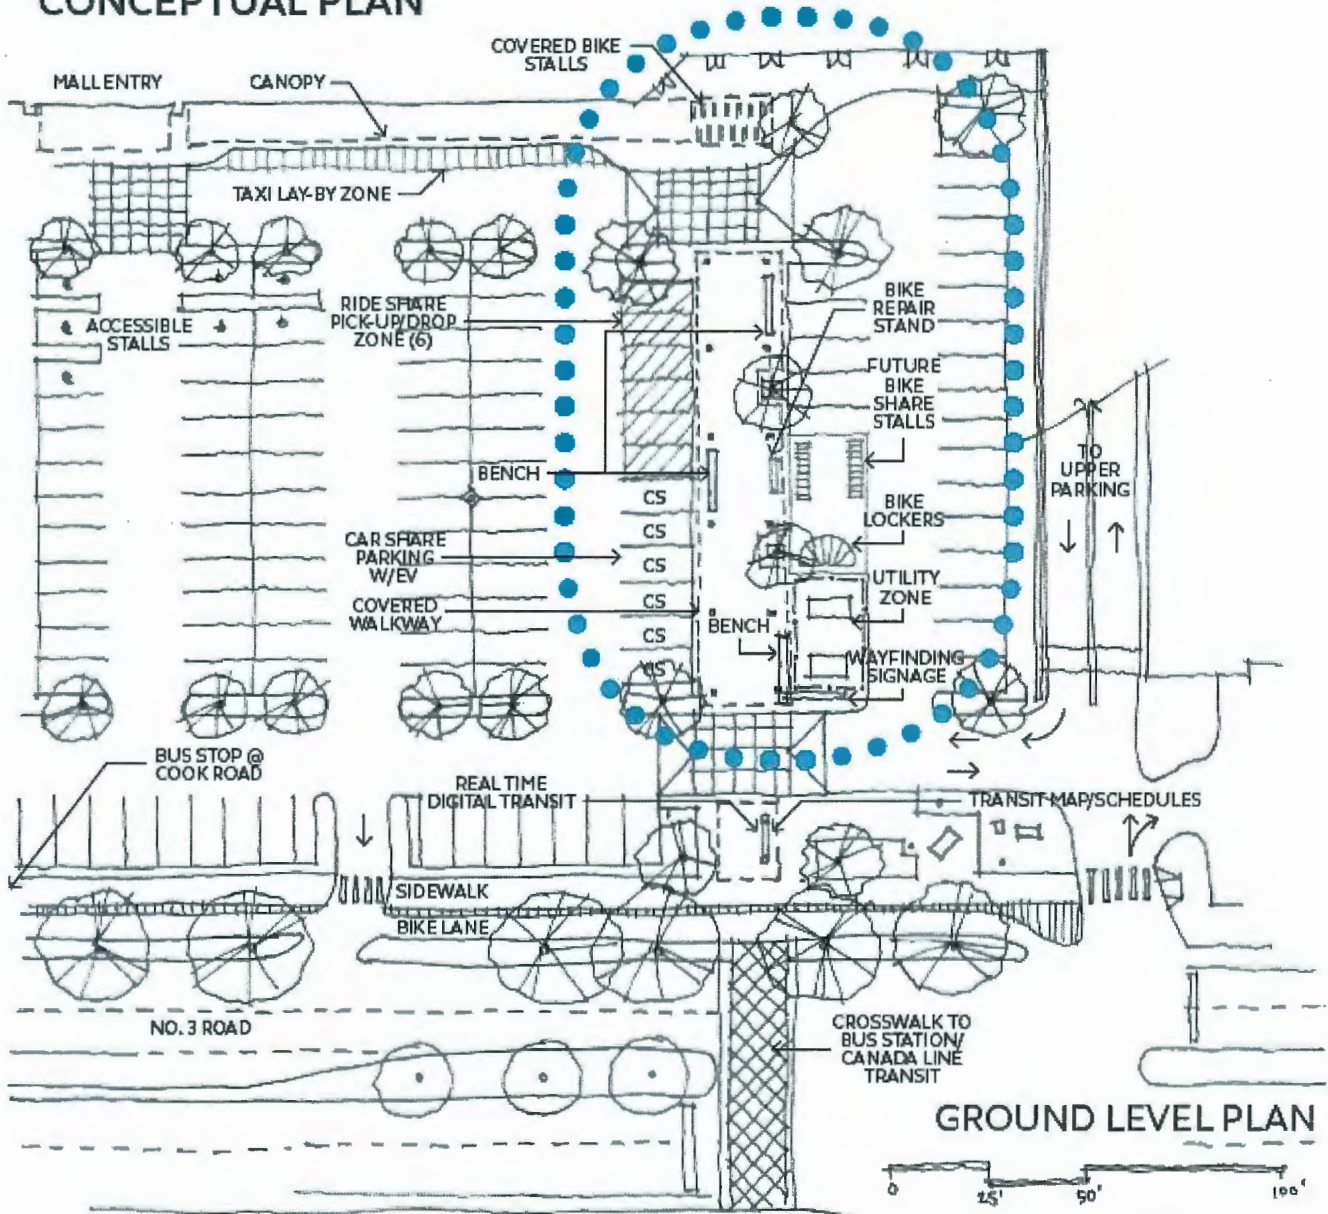 CONCEPTUAL PLAN
COVERED BIKE
STALLS
MALL ENTRY
CANOPY
TAXI LAY-BY ZONE
RIDE SHARE
PICK-UP/DROP
ZONE (6)
ACCESSIBLE
STALLS
BIKE
REPAIR
STAND
FUTURE
BIKE
SHARE
STALLS
BENCH
TO
UPPER
PARKING
CS
CS
CS
CS
CS
CS
BIKE
LOCKERS
CAR SHARE
PARKING
W/EV
COVERED
WALKWAY
UTILITY
ZONE
BENCH
WAYFINDING
SIGNAGE
BUS STOP @
COOK ROAD
REAL TIME
DIGITAL TRANSIT
TRANSIT MAP/SCHEDULES
SIDEWALK
BIKE LANE
NO. 3 ROAD
CROSSWALK TO
BUS STATION/
CANADA LINE
TRANSIT
GROUND LEVEL PLAN
0 25' 50' 100'